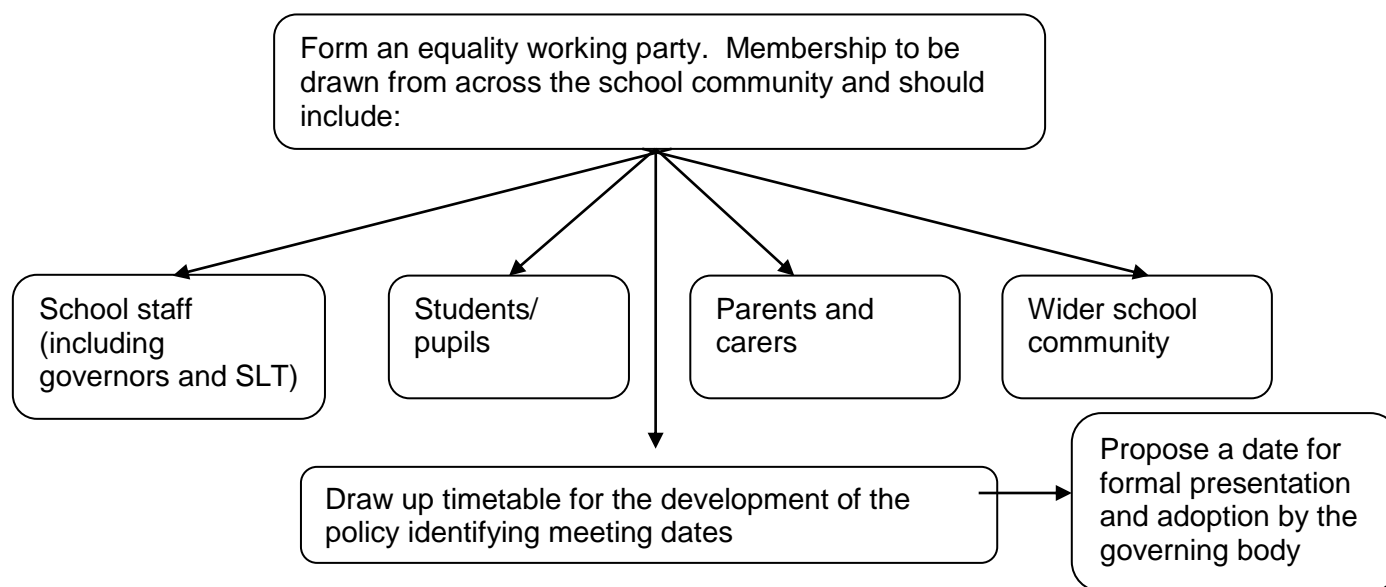 Form an equality working party.  Membership to be
drawn from across the school community and should
include:
School staff
(including
governors and SLT)
Students/
pupils
Parents and
carers
Wider school
community
Draw up timetable for the development of the
policy identifying meeting dates
Propose a date for
formal presentation
and adoption by the
governing body